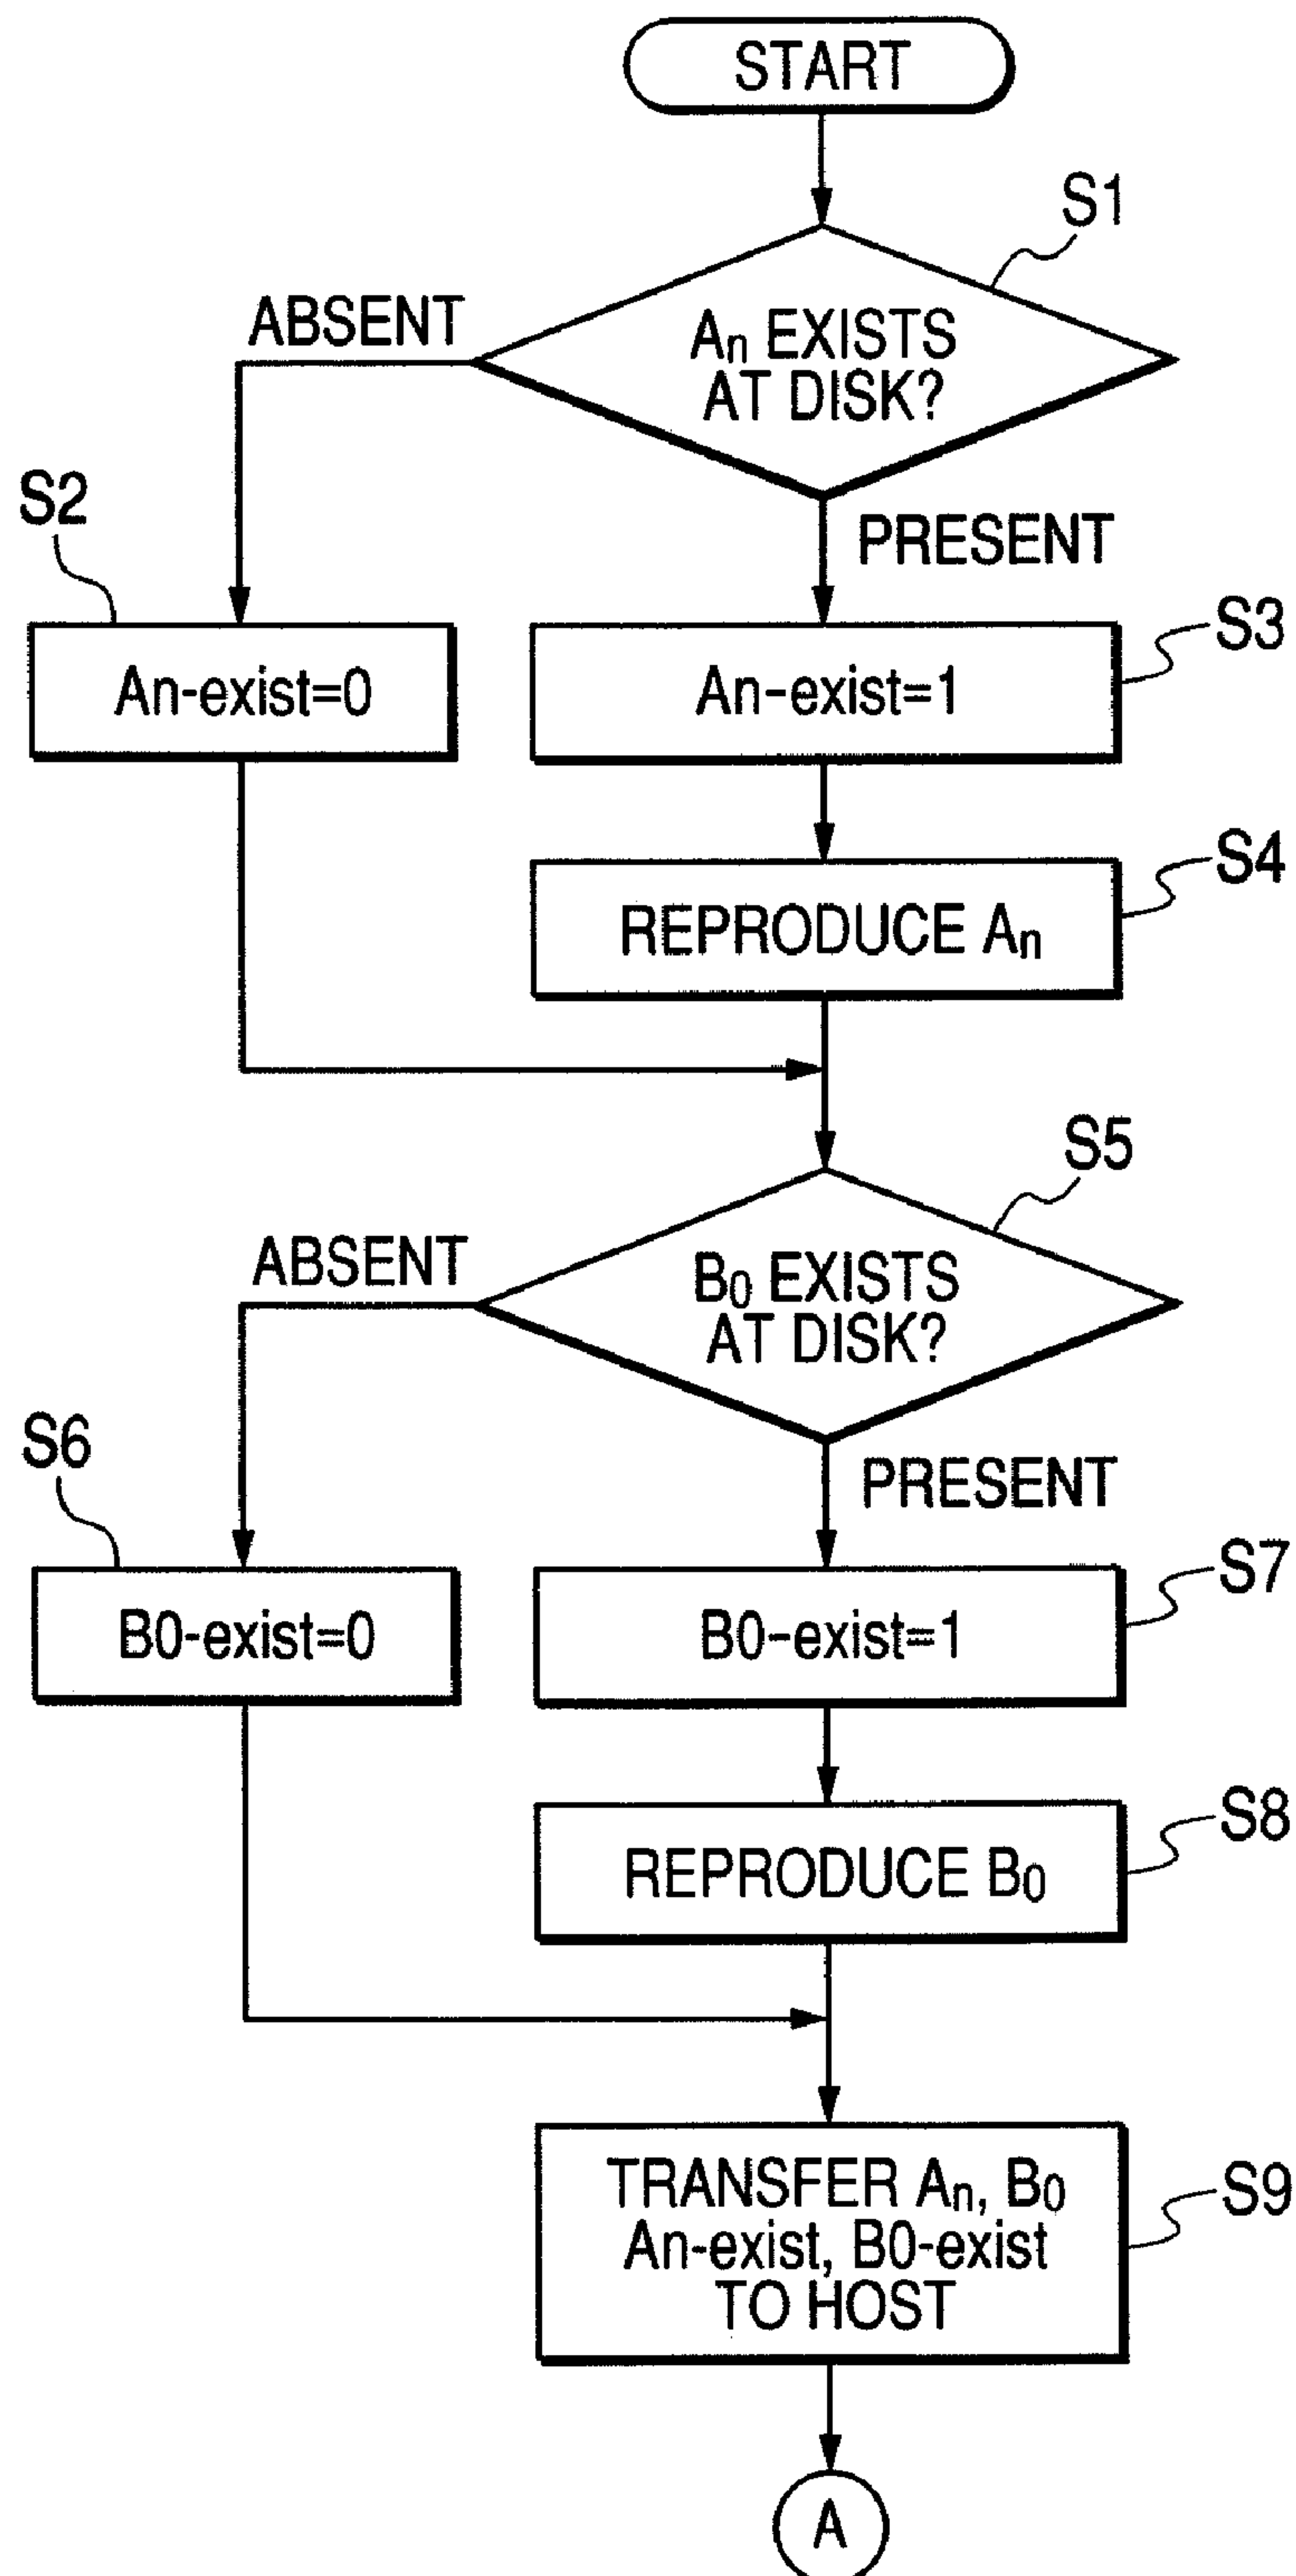 START
S1
ABSENT
An EXISTS
AT DISK?
S2
PRESENT
S3
An-exist=0
An-exist=1
S4
REPRODUCE An
S5
ABSENT
B0 EXISTS
AT DISK?
S6
PRESENT
S7
B0-exist=0
B0-exist=1
S8
REPRODUCE B0
TRANSFER An, B0
S9
An-exist, B0-exist
TO HOST
A